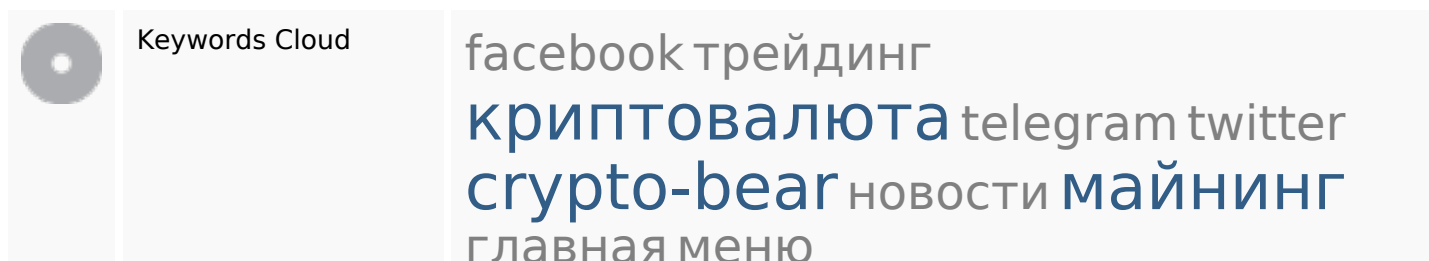 Keywords Cloud
facebook трейдинг
криптовалюта telegram twitter
crypto-bear новости майнинг
главная меню